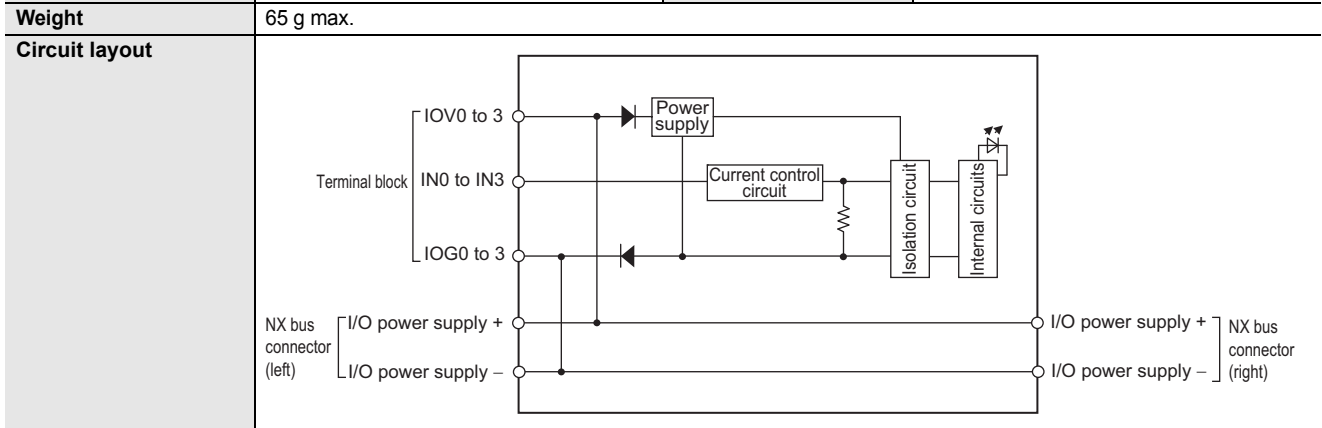 Weight
65 g max.
Circuit layout
IOV0 to 3
Power
supply
Terminal block
IN0 to IN3
Current control
circuit
Isolation circuit
Internal circuits
IOG0 to 3
NX bus
connector
(left)
I/O power supply +
I/O power supply –
I/O power supply +
I/O power supply –
NX bus
connector
(right)